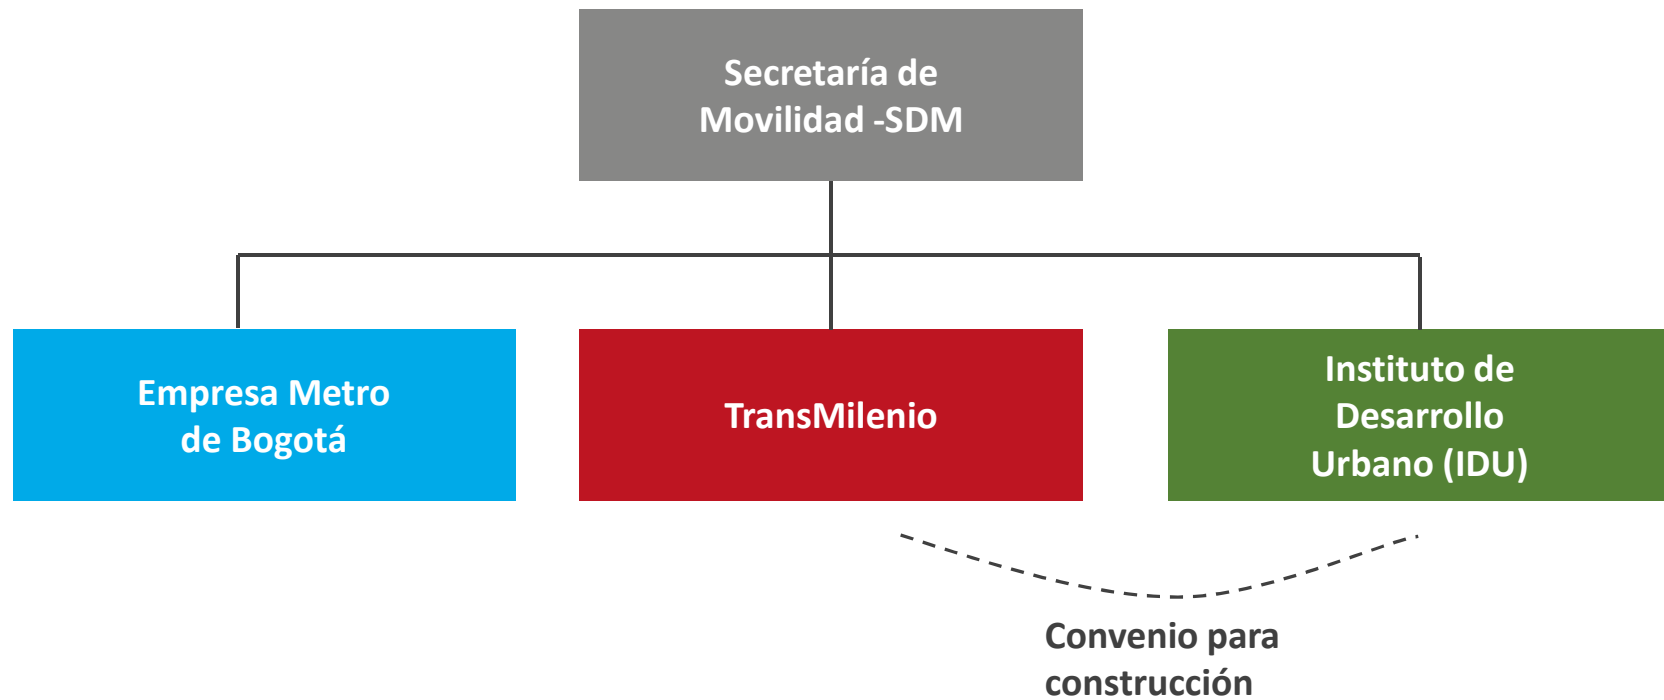 Secretaría de
Movilidad -SDM
Empresa Metro
de Bogotá
TransMilenio
Instituto de
Desarrollo
Urbano (IDU)
Convenio para
construcción